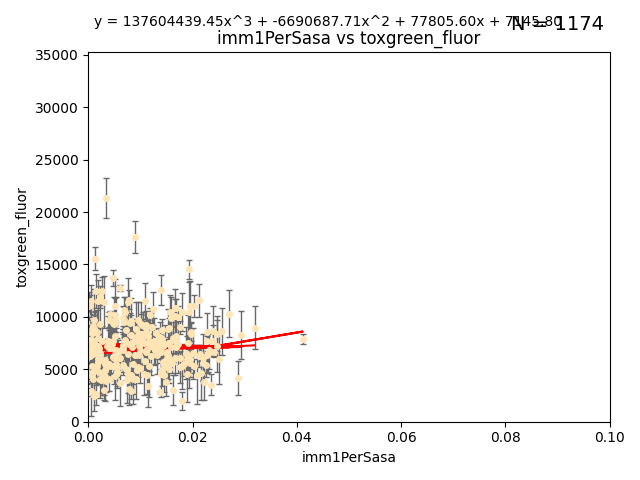 y = 137604439.45x^3 + -6690687.71x^2 + 77805.60x + 7145.80
N = 1174
imm1PerSasa vs toxgreen_fluor
35000
30000
25000
20000
15000
10000
5000
0
toxgreen_fluor
0.00 0.02 0.04 0.06 0.08 0.10
imm1PerSasa